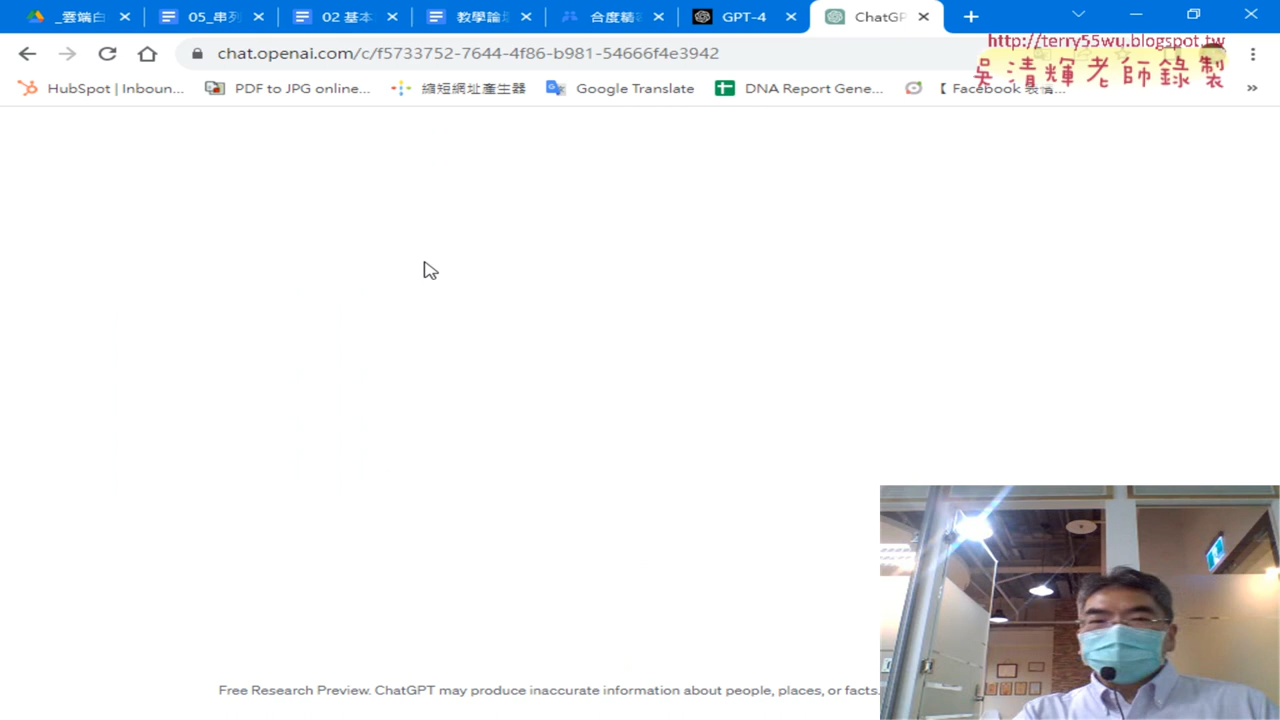 _雲端白
05_串列
02 基本
教學論
合度
GPT-4
ChatGP
chat.openai.com/c/f5733752-7644-4f86-b981-54666f4e3942
http://terry55wu.blogspot.tw
吳清輝老師錄製
HubSpot | Inboun...
PDF to JPG online...
縮短網址產生器
Google Translate
DNA Report Gene...
【 Facebook 表情...
Free Research Preview. ChatGPT may produce inaccurate information about people, places, or facts.